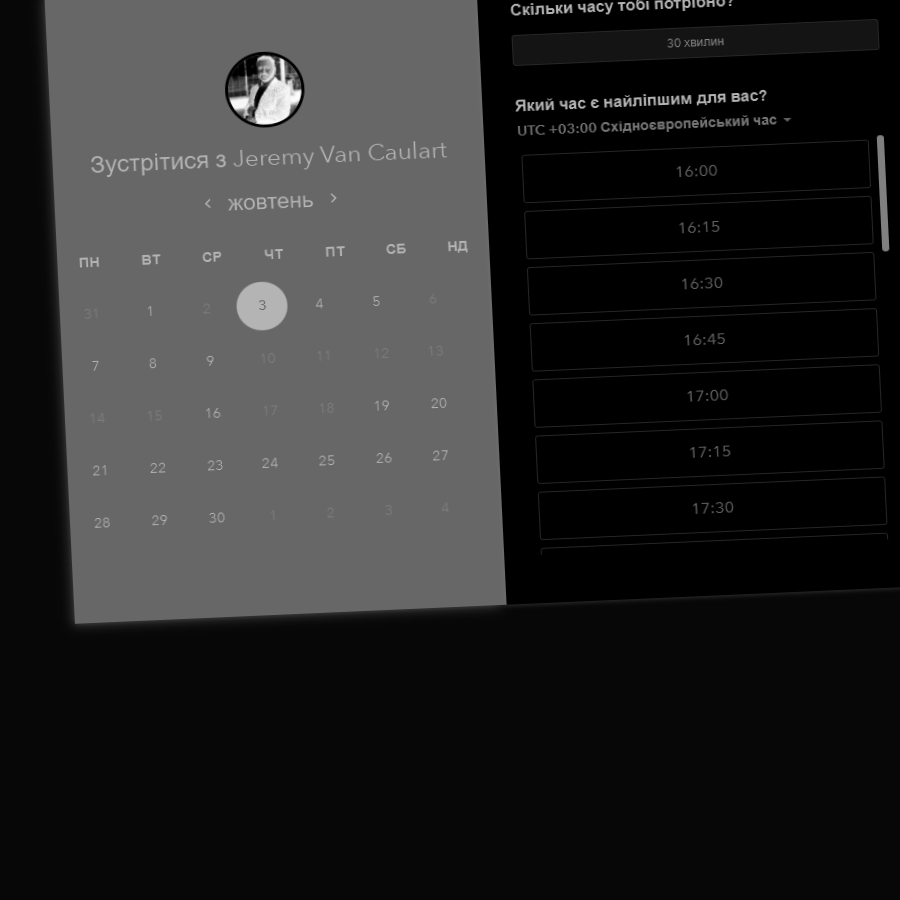 Зустрітися з Jeremy Van Caulart
жовтень
ПН ВТ СР ЧТ ПТ СБ НД
31 1 2 3 4 5 6
7 8 9 10 11 12 13
14 15 16 17 18 19 20
21 22 23 24 25 26 27
28 29 30 1 2 3 4
Скільки часу тобі потрібно?
30 хвилин
Який час є найліпшим для вас?
UTC +03:00 Східноєвропейський час
16:00
16:15
16:30
16:45
17:00
17:15
17:30